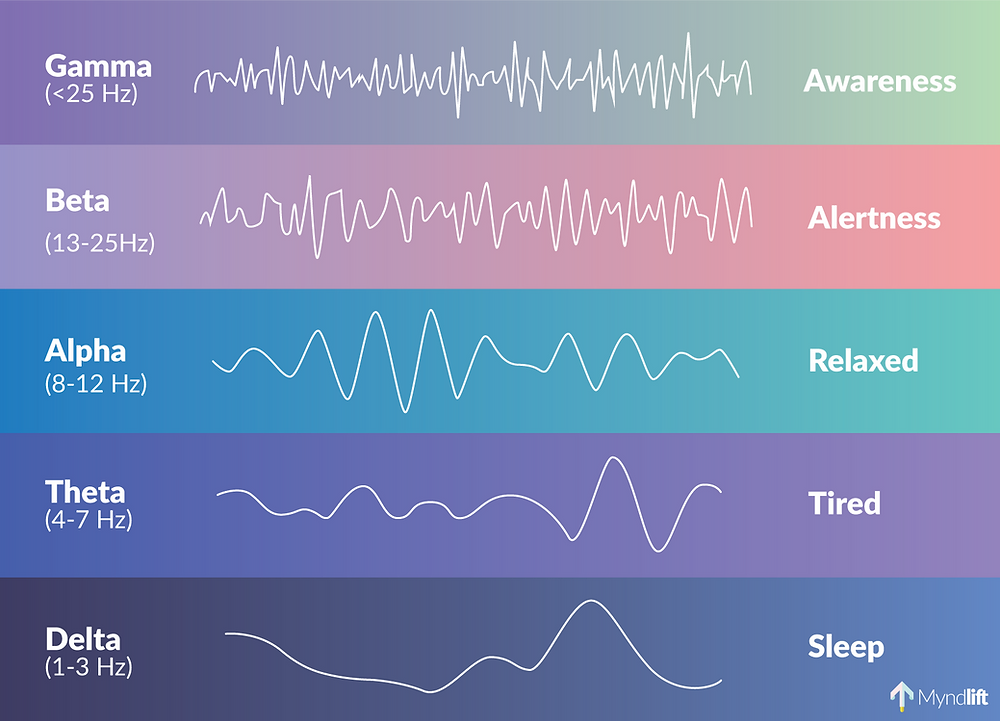 Gamma
(<25 Hz)
Awareness
Beta
(13-25Hz)
Alertness
Alpha
(8-12 Hz)
Relaxed
Theta
(4-7 Hz)
Tired
Delta
(1-3 Hz)
Sleep
Myndlift